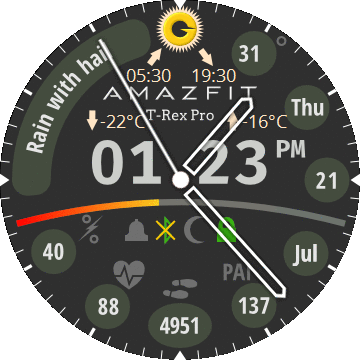 Rain with hail
31
°
05:30 19:30
AMAZFIT
T-Rex Pro
Thu
-22°C -16°C
01 23 PM
21
40
Jul
PAI
88
137
4951